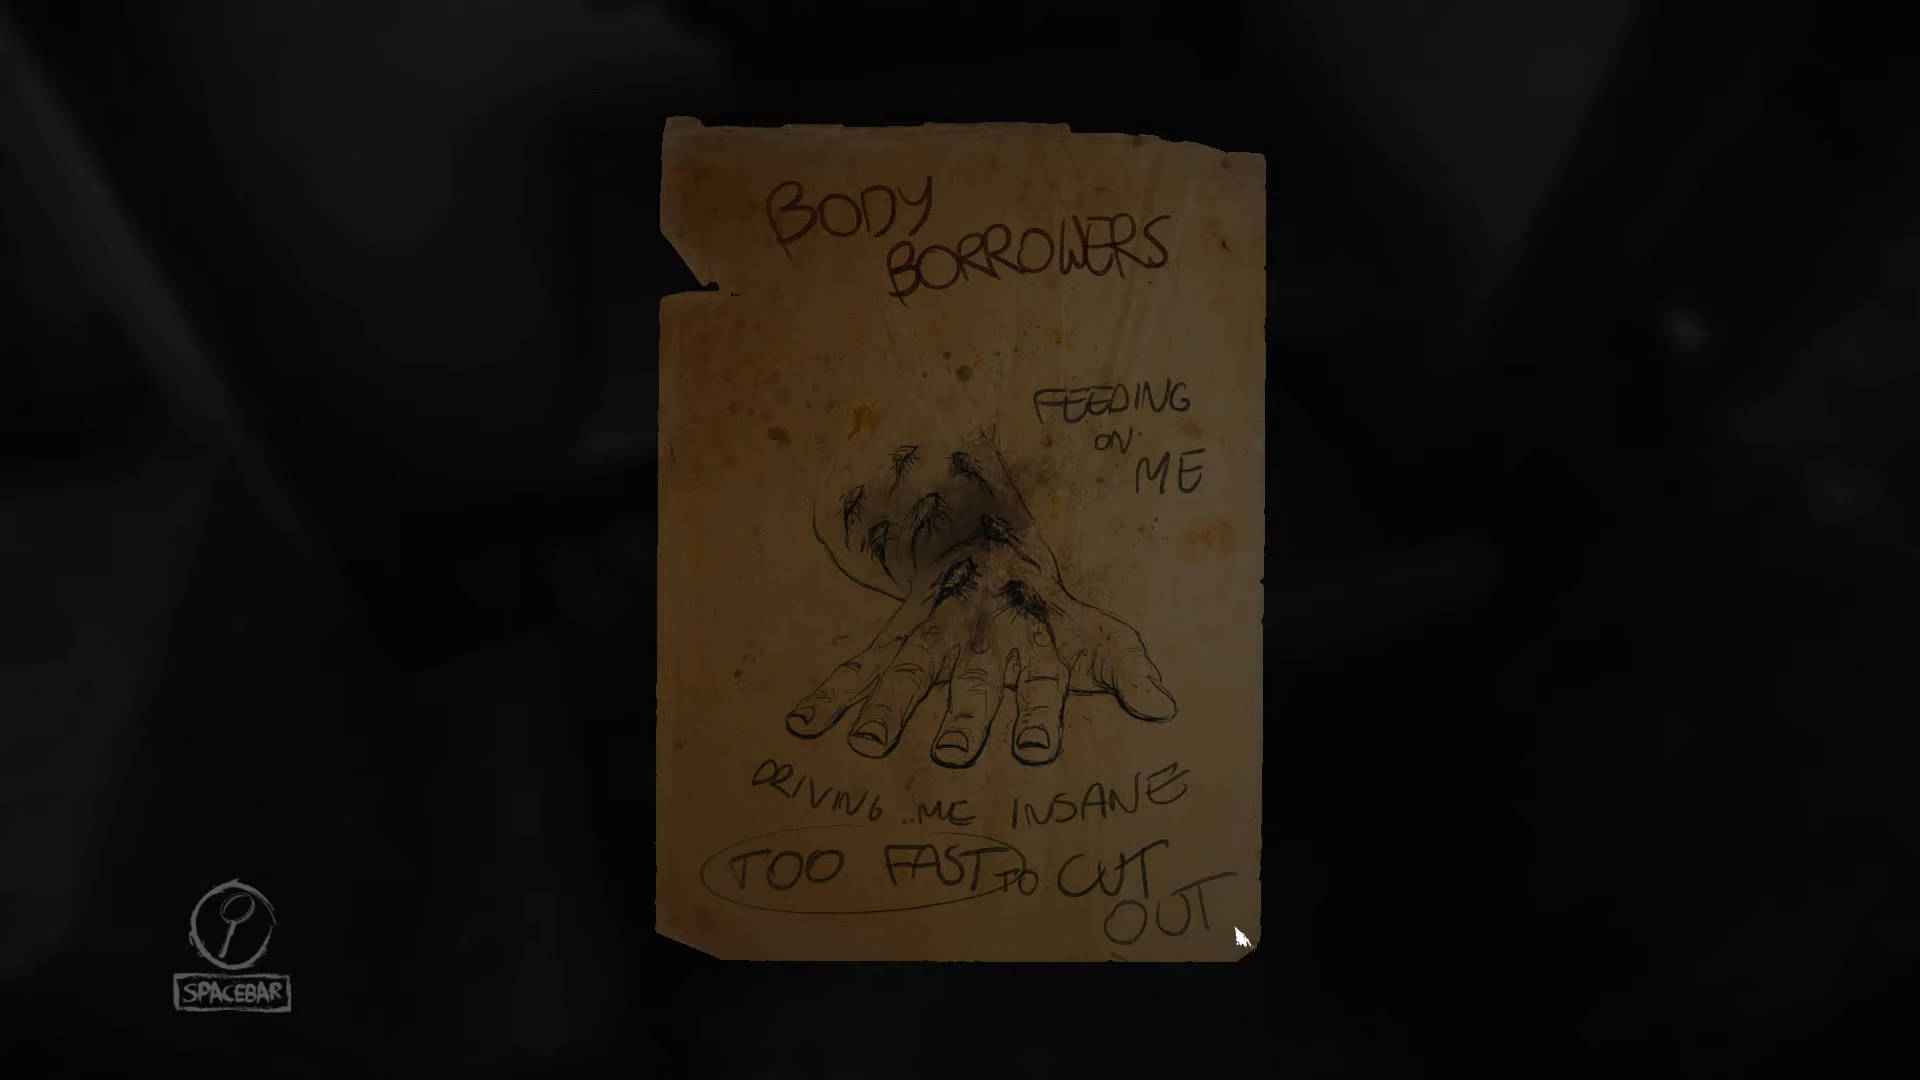 BODY
BORROWERS
FEEDING
ON
ME
DRIVING ME INSANE
TOO FAST TO CUT
OUT
SPACEBAR